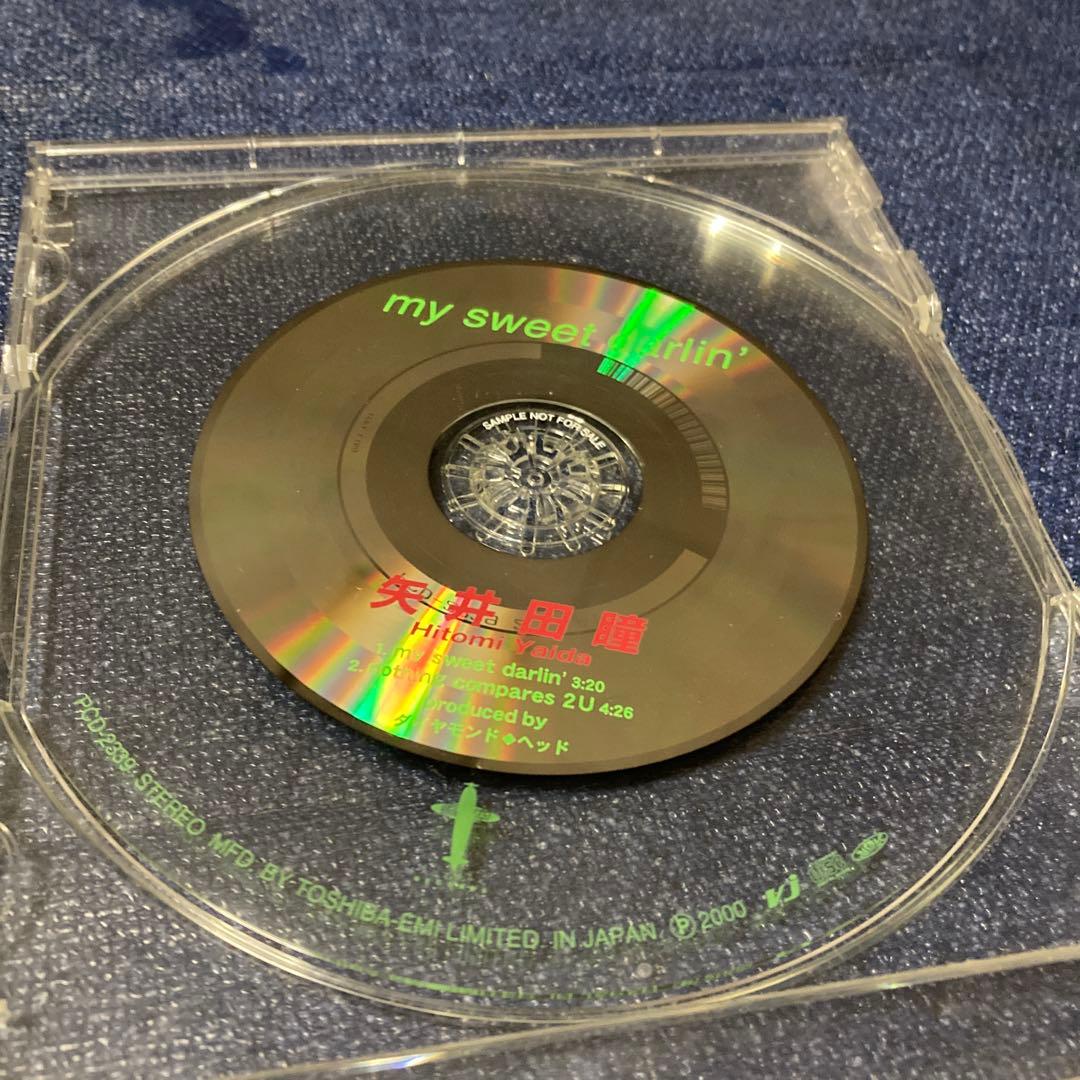 my sweet darlin'
SAMPLE NOT FOR SALE
矢井田 瞳
Hitomi Yaida
1. my sweet darlin' 3:20
2. nothing compares 2 U 4:26
produced by
ダイヤモンド◆ヘッド
PCD-2339 STEREO MFD. BY TOSHIBA-EMI LIMITED IN JAPAN. Ⓟ 2000